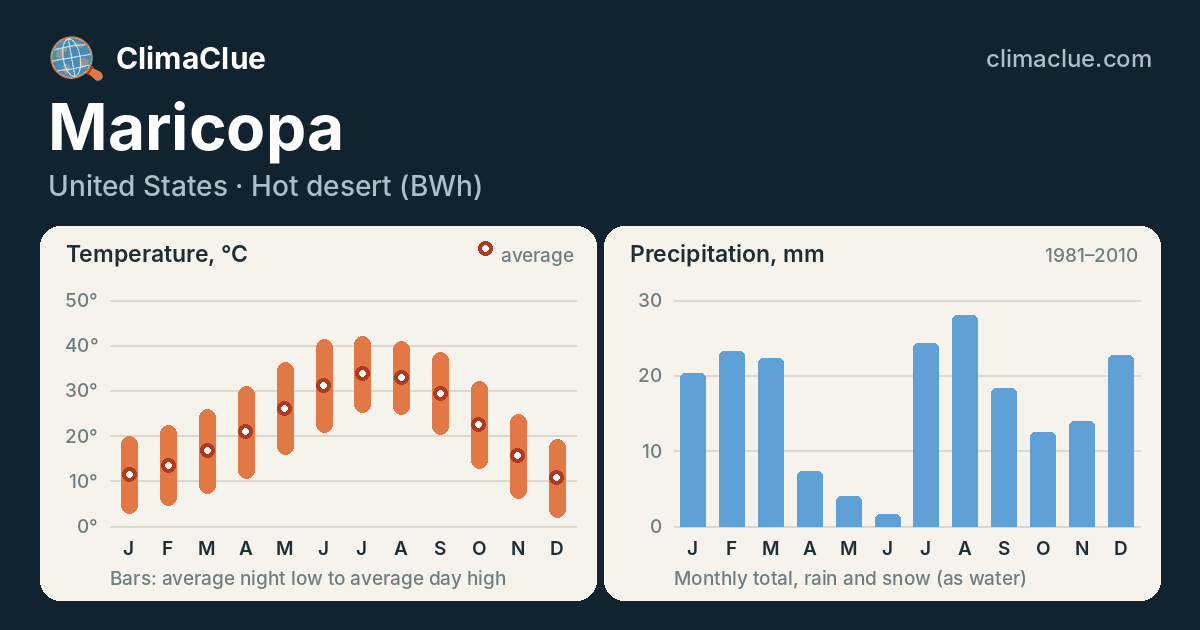 ClimaClue
climaclue.com
Maricopa
United States · Hot desert (BWh)
Temperature, °C
average
50°
40°
30°
20°
10°
0°
J F M A M J J A S O N D
Bars: average night low to average day high
Precipitation, mm
1981–2010
30
20
10
0
J F M A M J J A S O N D
Monthly total, rain and snow (as water)